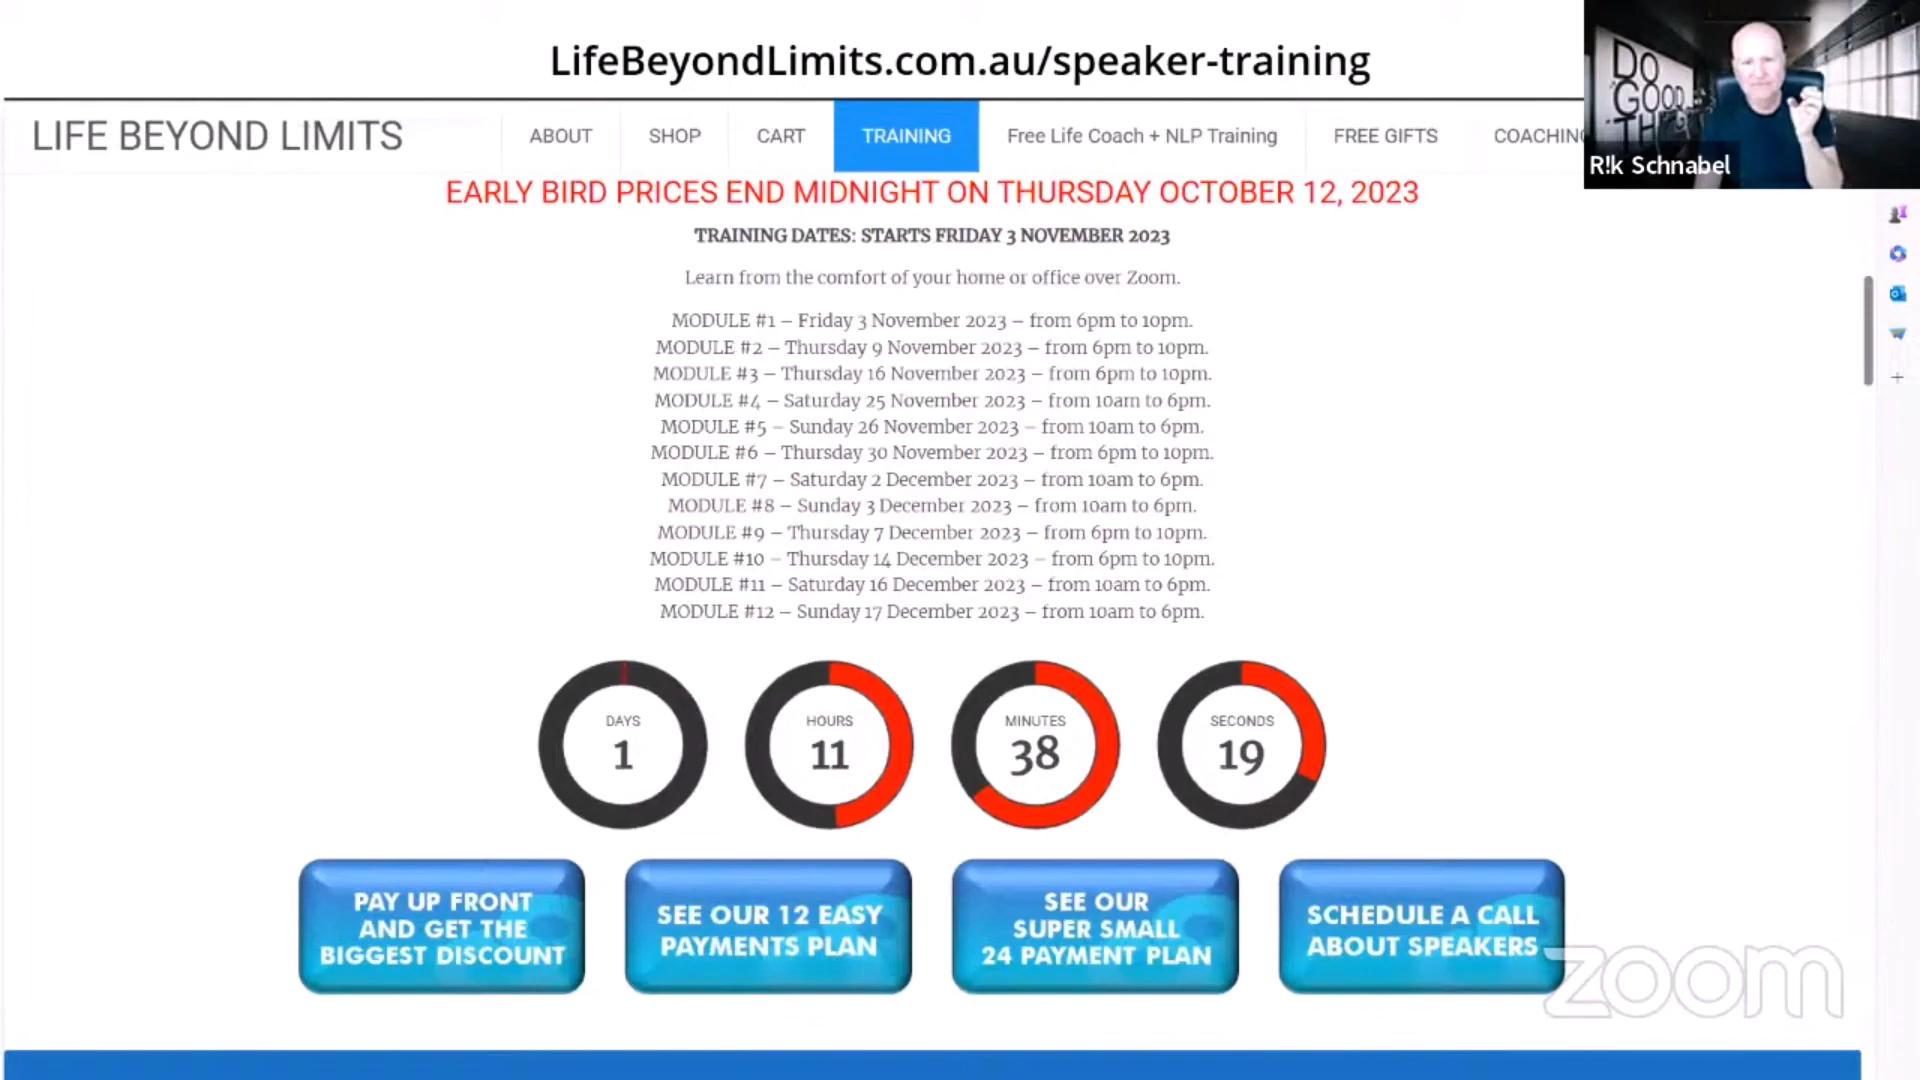 LifeBeyondLimits.com.au/speaker-training
DO
GOOD
TH
R!k Schnabel
LIFE BEYOND LIMITS
ABOUT
SHOP
CART
TRAINING
Free Life Coach + NLP Training
FREE GIFTS
COACHING
EARLY BIRD PRICES END MIDNIGHT ON THURSDAY OCTOBER 12, 2023
TRAINING DATES: STARTS FRIDAY 3 NOVEMBER 2023
Learn from the comfort of your home or office over Zoom.
MODULE #1 – Friday 3 November 2023 – from 6pm to 10pm.
MODULE #2 – Thursday 9 November 2023 – from 6pm to 10pm.
MODULE #3 – Thursday 16 November 2023 – from 6pm to 10pm.
MODULE #4 – Saturday 25 November 2023 – from 10am to 6pm.
MODULE #5 – Sunday 26 November 2023 – from 10am to 6pm.
MODULE #6 – Thursday 30 November 2023 – from 6pm to 10pm.
MODULE #7 – Saturday 2 December 2023 – from 10am to 6pm.
MODULE #8 – Sunday 3 December 2023 – from 10am to 6pm.
MODULE #9 – Thursday 7 December 2023 – from 6pm to 10pm.
MODULE #10 – Thursday 14 December 2023 – from 6pm to 10pm.
MODULE #11 – Saturday 16 December 2023 – from 10am to 6pm.
MODULE #12 – Sunday 17 December 2023 – from 10am to 6pm.
DAYS
1
HOURS
11
MINUTES
38
SECONDS
19
PAY UP FRONT
AND GET THE
BIGGEST DISCOUNT
SEE OUR 12 EASY
PAYMENTS PLAN
SEE OUR
SUPER SMALL
24 PAYMENT PLAN
SCHEDULE A CALL
ABOUT SPEAKERS
zoom